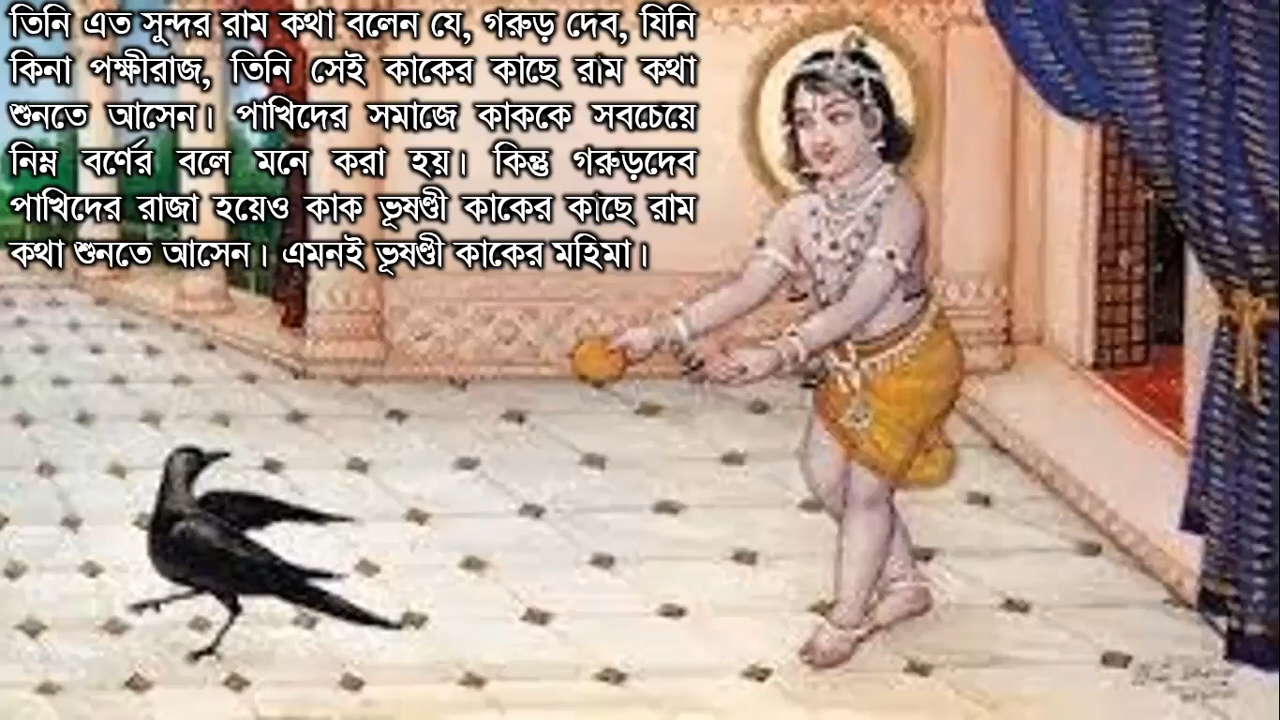 তিনি এত সুন্দর রাম কথা বলেন যে, গরুড় দেব, যিনি
কিনা পক্ষীরাজ, তিনি সেই কাকের কাছে রাম কথা
শুনতে আসেন। পাখিদের সমাজে কাককে সবচেয়ে
নিম্ন বর্ণের বলে মনে করা হয়। কিন্তু গরুড়দেব
পাখিদের রাজা হয়েও কাক ভূষণ্ডী কাকের কাছে রাম
কথা শুনতে আসেন। এমনই ভূষণ্ডী কাকের মহিমা।